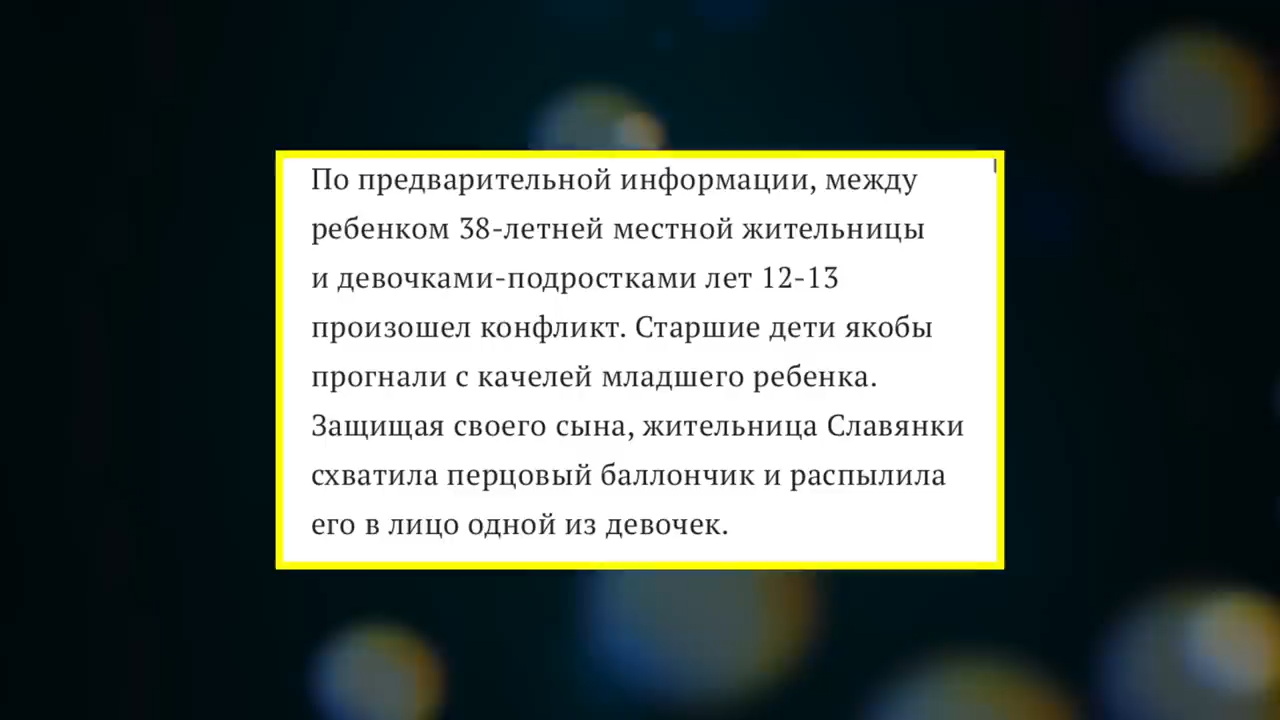 По предварительной информации, между
ребенком 38-летней местной жительницы
и девочками-подростками лет 12-13
произошел конфликт. Старшие дети якобы
прогнали с качелей младшего ребенка.
Защищая своего сына, жительница Славянки
схватила перцовый баллончик и распылила
его в лицо одной из девочек.